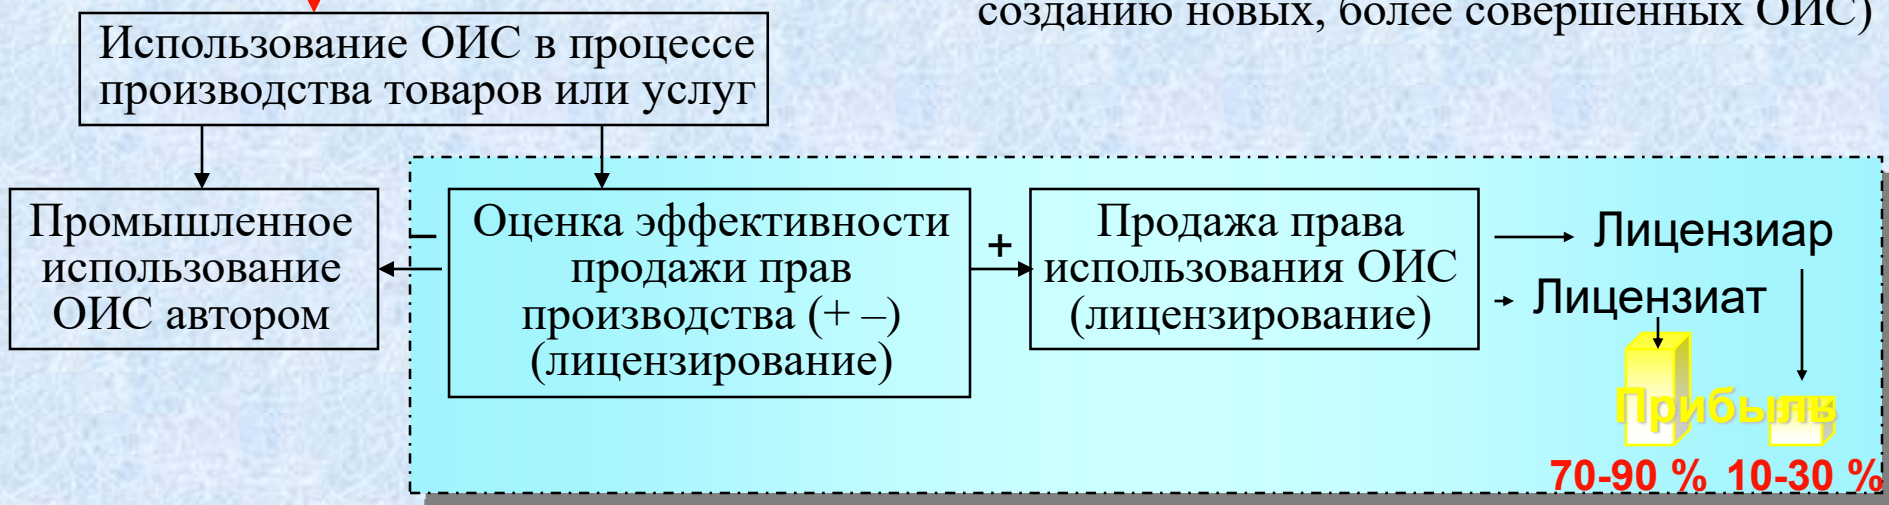 созданию новых, более совершенных ОИС)
Использование ОИС в процессе
производства товаров или услуг
Промышленное
использование
ОИС автором
–
Оценка эффективности
продажи прав
производства (+ –)
(лицензирование)
+
Продажа права
использования ОИС
(лицензирование)
Лицензиар
Лицензиат
Прибыль
70-90 % 10-30 %